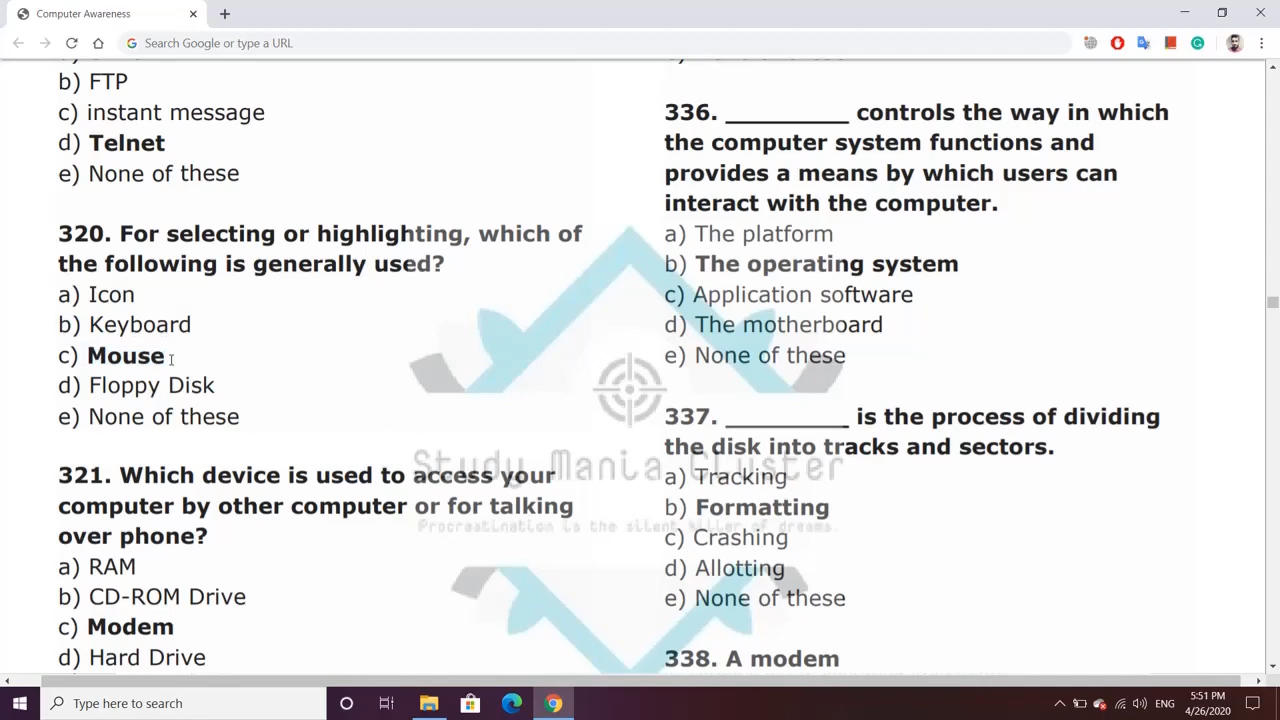 Computer Awareness
Search Google or type a URL
b) FTP
c) instant message
d) Telnet
e) None of these
320. For selecting or highlighting, which of
the following is generally used?
a) Icon
b) Keyboard
c) Mouse
d) Floppy Disk
e) None of these
321. Which device is used to access your
computer by other computer or for talking
over phone?
a) RAM
b) CD-ROM Drive
c) Modem
d) Hard Drive
336. _________ controls the way in which
the computer system functions and
provides a means by which users can
interact with the computer.
a) The platform
b) The operating system
c) Application software
d) The motherboard
e) None of these
337. _________ is the process of dividing
the disk into tracks and sectors.
a) Tracking
b) Formatting
c) Crashing
d) Allotting
e) None of these
338. A modem
Study Mania Cluster
Procrastination is the silent killer of dreams.
Type here to search
ENG
5:51 PM
4/26/2020